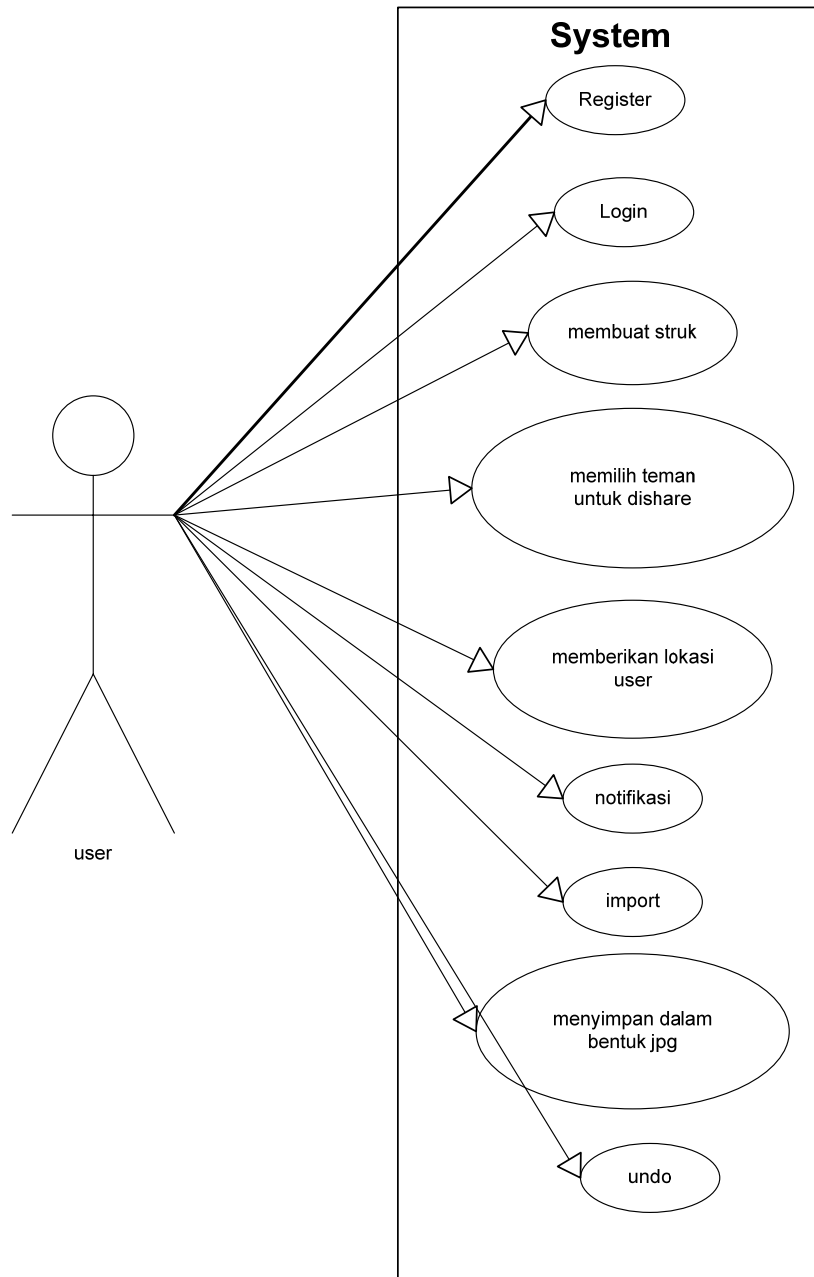 System
Register
Login
membuat struk
memilih teman
untuk dishare
memberikan lokasi
user
notifikasi
user
import
menyimpan dalam
bentuk jpg
undo